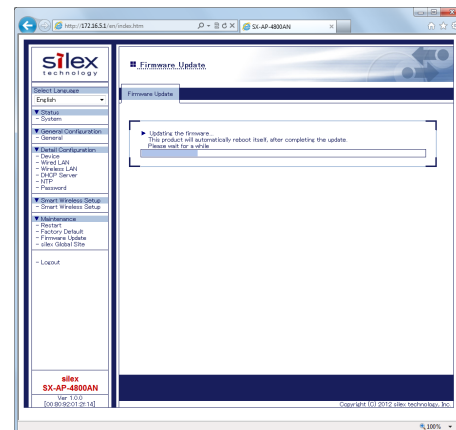 http://172.16.5.1/en/index.htm
SX-AP-4800AN
silex
technology
Select Language
English
▼ Status
- System
▼ General Configuration
- General
▼ Detail Configuration
- Device
- Wired LAN
- Wireless LAN
- DHCP Server
- NTP
- Password
▼ Smart Wireless Setup
- Smart Wireless Setup
▼ Maintenance
- Restart
- Factory Default
- Firmware Update
- silex Global Site
- Logout
silex
SX-AP-4800AN
Ver 1.0.0
[00:80:92:01:2f:14]
Firmware Update
Firmware Update
► Updating the firmware...
This product will automatically reboot itself, after completing the update.
Please wait for a while
Copyright (C) 2012 silex technology, Inc.
100%